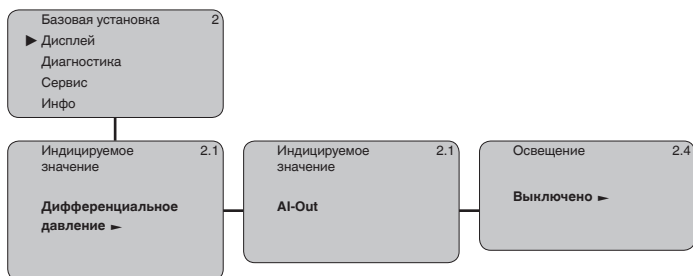 Базовая установка 2
▶ Дисплей
Диагностика
Сервис
Инфо
Индицируемое 2.1
значение
Дифференциальное
давление ►
Индицируемое 2.1
значение
AI-Out
Освещение 2.4
Выключено ►